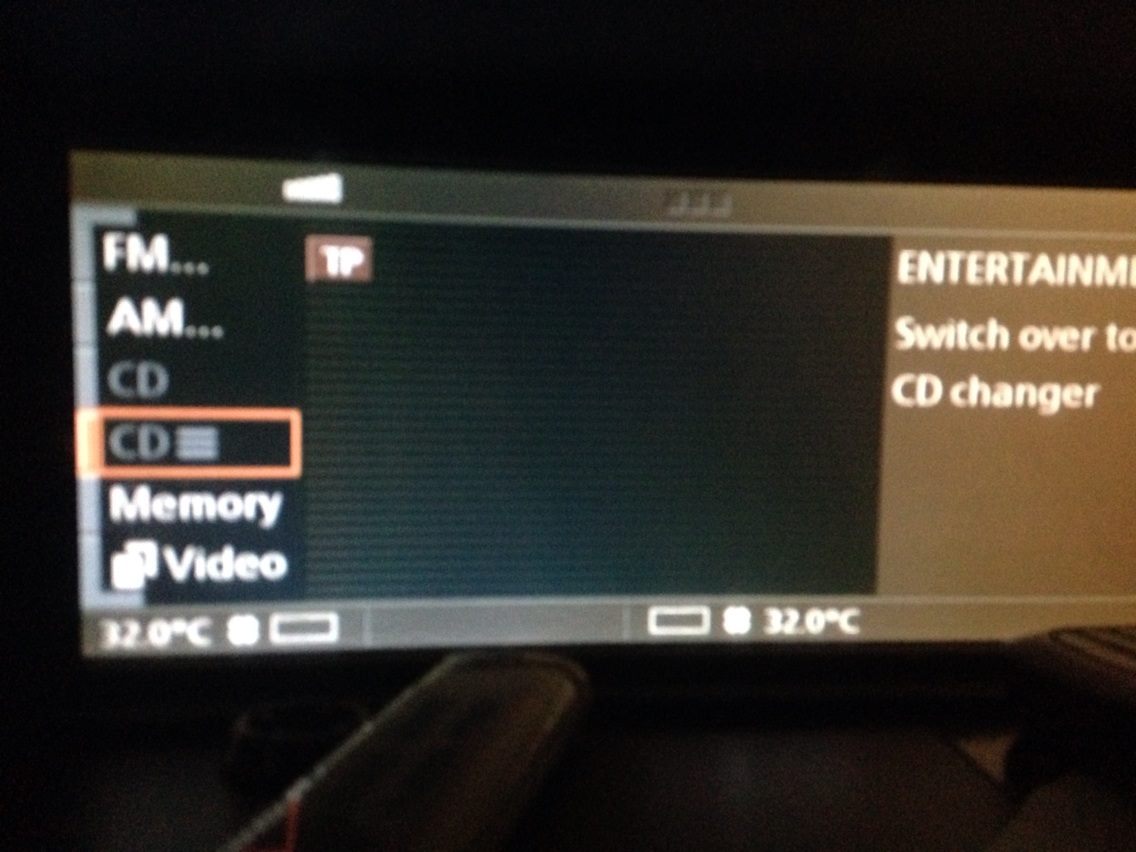 FM...
AM...
CD
CD
Memory
Video
TP
ENTERTAINME
Switch over to
CD changer
32.0°C
32.0°C